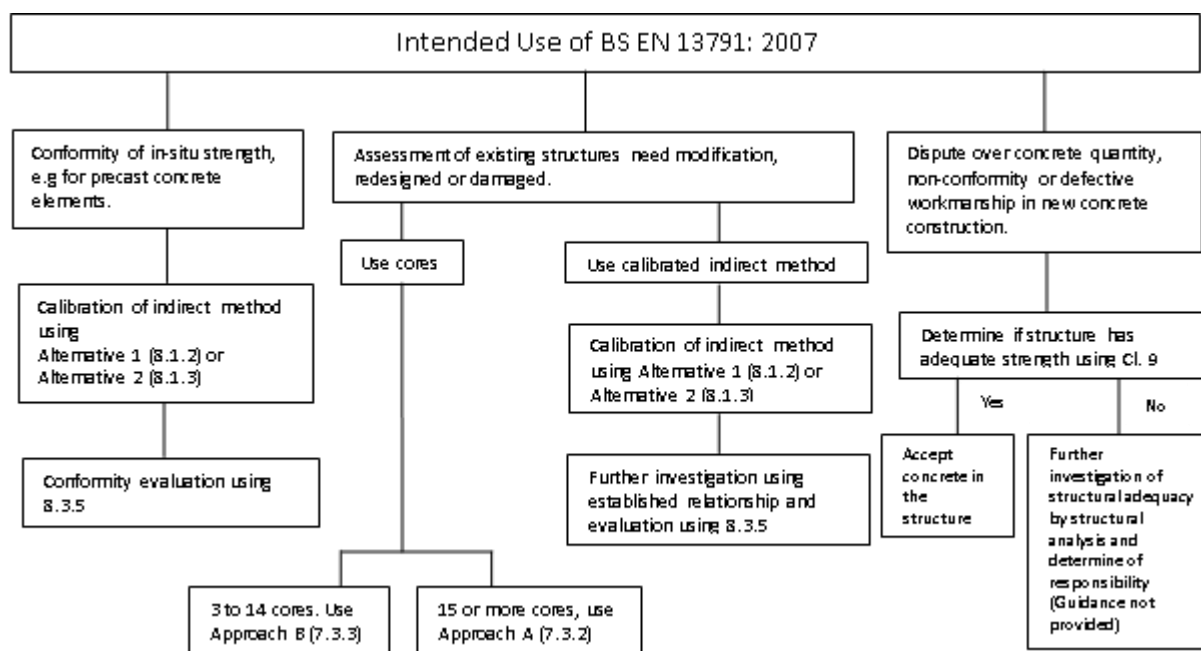 Intended Use of BS EN 13791: 2007
Conformity of in-situ strength,
e.g for precast concrete
elements.
Assessment of existing structures need modification,
redesigned or damaged.
Dispute over concrete quantity,
non-conformity or defective
workmanship in new concrete
construction.
Use cores
Use calibrated indirect method
Calibration of indirect method
using
Alternative 1 (8.1.2) or
Alternative 2 (8.1.3)
Calibration of indirect method
using Alternative 1 (8.1.2) or
Alternative 2 (8.1.3)
Determine if structure has
adequate strength using Cl. 9
Yes
No
Conformity evaluation using
8.3.5
Further investigation using
established relationship and
evaluation using 8.3.5
Accept
concrete in
the
structure
Further
investigation of
structural adequacy
by structural
analysis and
determine of
responsibility
(Guidance not
provided)
3 to 14 cores. Use
Approach B (7.3.3)
15 or more cores, use
Approach A (7.3.2)